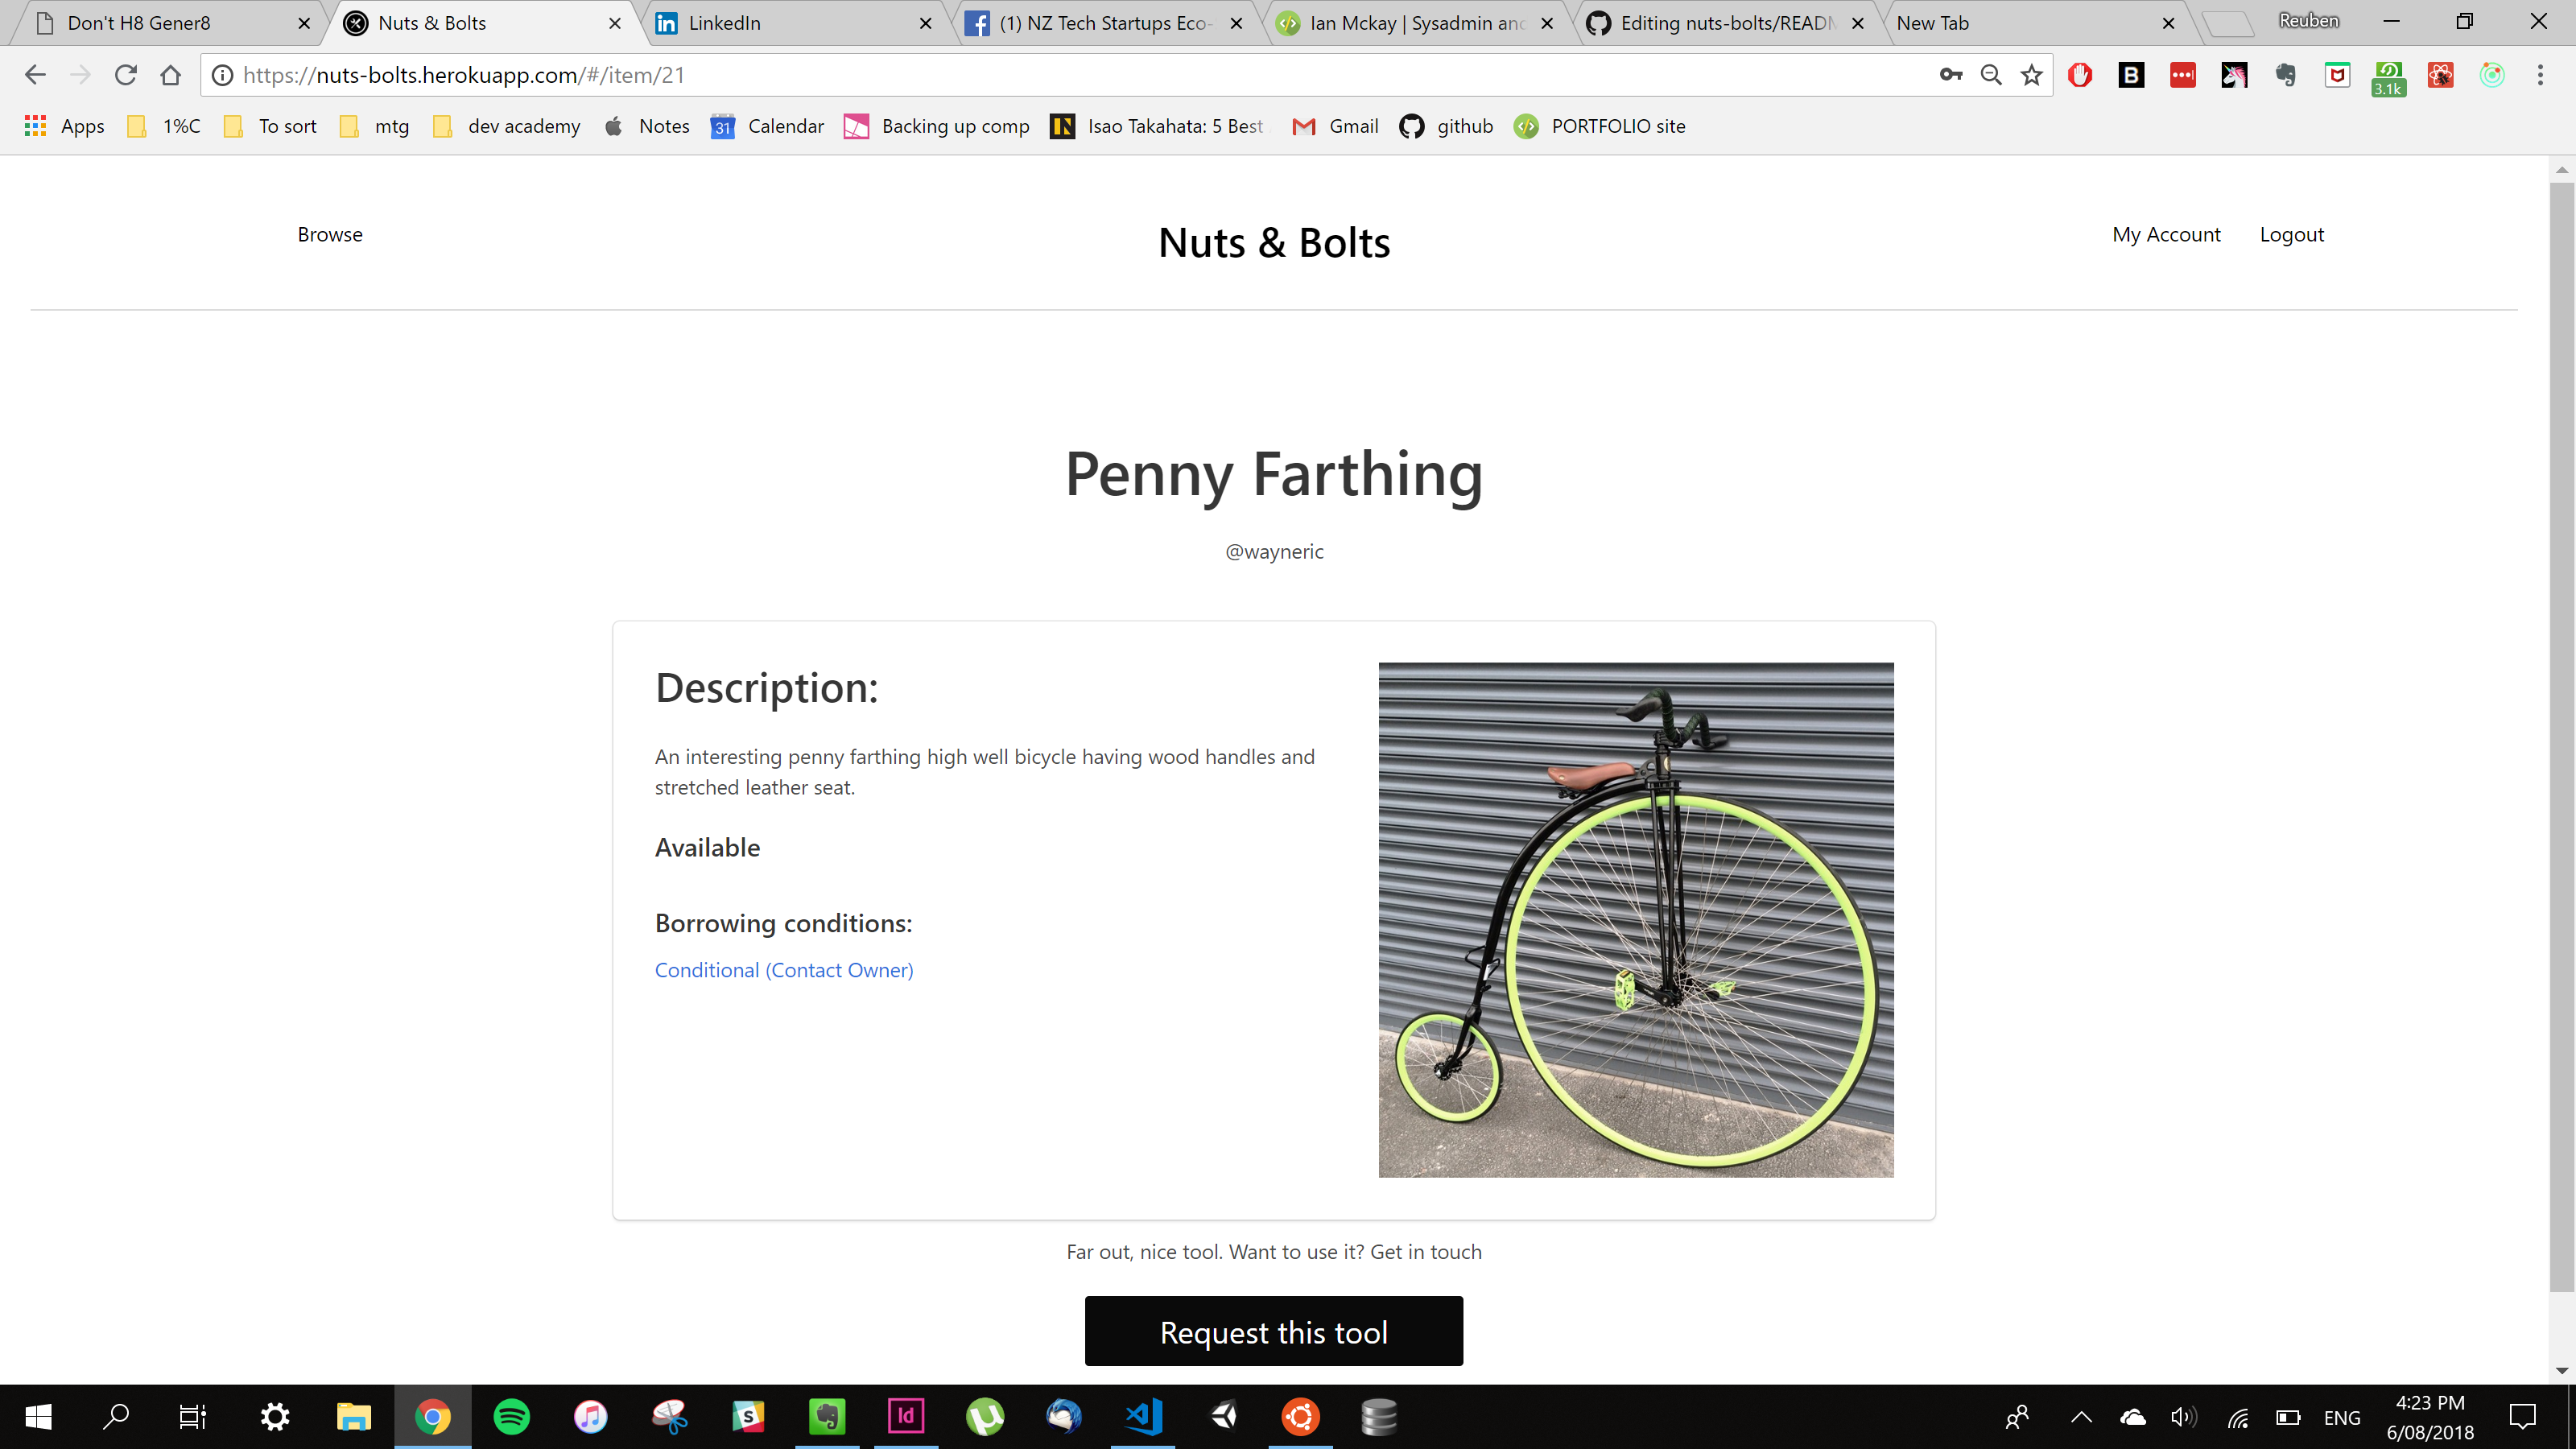 Don't H8 Gener8
Nuts & Bolts
LinkedIn
(1) NZ Tech Startups Eco-
Ian Mckay | Sysadmin anc
Editing nuts-bolts/READM
New Tab
Reuben
https://nuts-bolts.herokuapp.com/#/item/21
3.1k
Apps
1%C
To sort
mtg
dev academy
Notes
31
Calendar
Backing up comp
Isao Takahata: 5 Best
Gmail
github
PORTFOLIO site
Browse
Nuts & Bolts
My Account
Logout
Penny Farthing
@wayneric
Description:
An interesting penny farthing high well bicycle having wood handles and
stretched leather seat.
Available
Borrowing conditions:
Conditional (Contact Owner)
Far out, nice tool. Want to use it? Get in touch
Request this tool
ENG
4:23 PM
6/08/2018